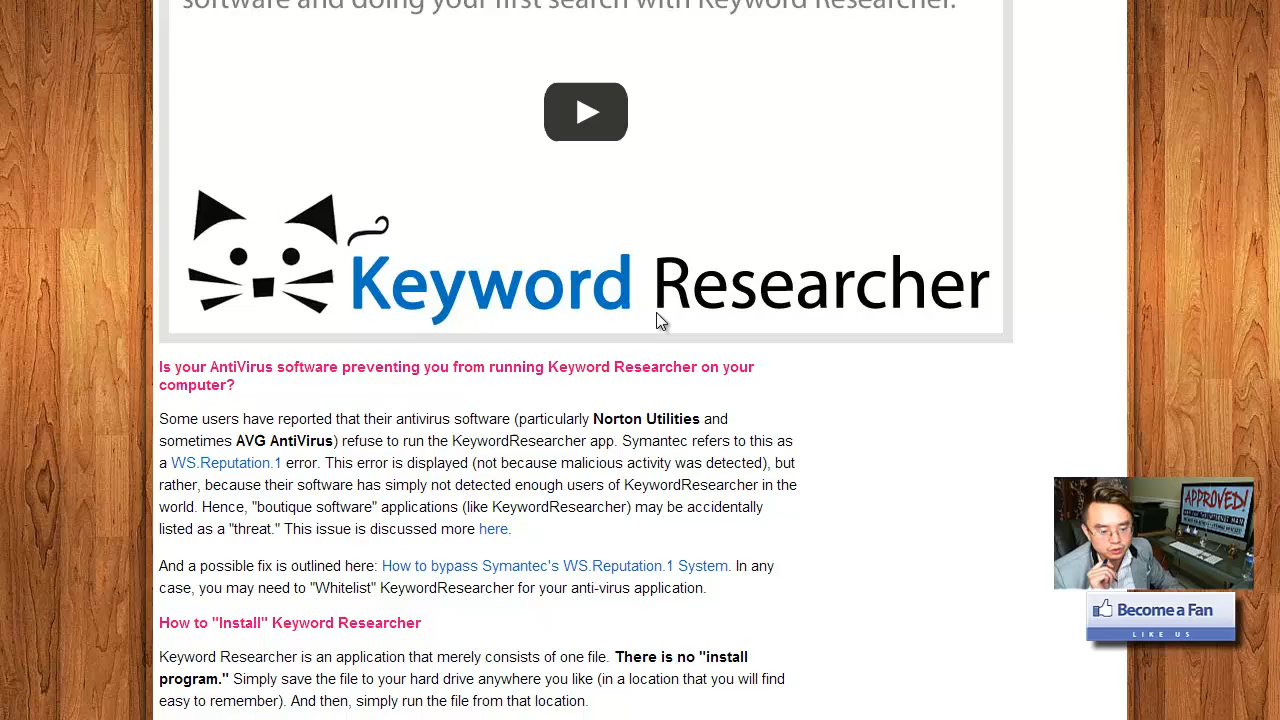 software and doing your first search with Keyword Researcher.
Keyword Researcher
Is your AntiVirus software preventing you from running Keyword Researcher on your
computer?
Some users have reported that their antivirus software (particularly Norton Utilities and
sometimes AVG AntiVirus) refuse to run the KeywordResearcher app. Symantec refers to this as
a WS.Reputation.1 error. This error is displayed (not because malicious activity was detected), but
rather, because their software has simply not detected enough users of KeywordResearcher in the
world. Hence, "boutique software" applications (like KeywordResearcher) may be accidentally
listed as a "threat." This issue is discussed more here.
And a possible fix is outlined here: How to bypass Symantec's WS.Reputation.1 System. In any
case, you may need to "Whitelist" KeywordResearcher for your anti-virus application.
How to "Install" Keyword Researcher
Keyword Researcher is an application that merely consists of one file. There is no "install
program." Simply save the file to your hard drive anywhere you like (in a location that you will find
easy to remember). And then, simply run the file from that location.
APPROVED!
Become a Fan
LIKE US